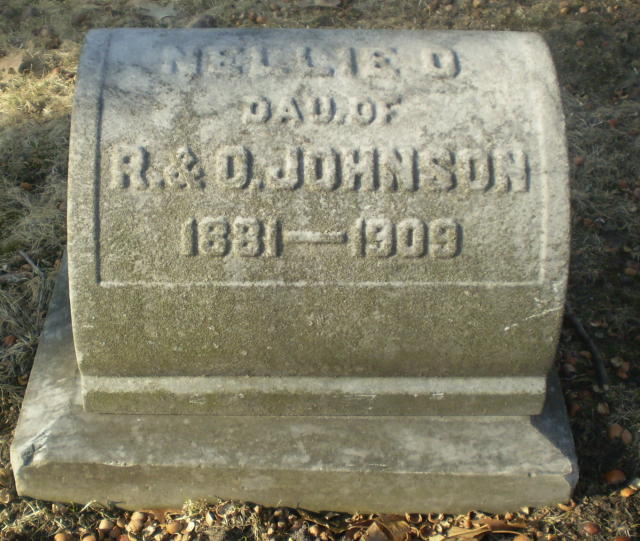 NELLIE O
DAU. OF
R. & O. JOHNSON
1881—1909